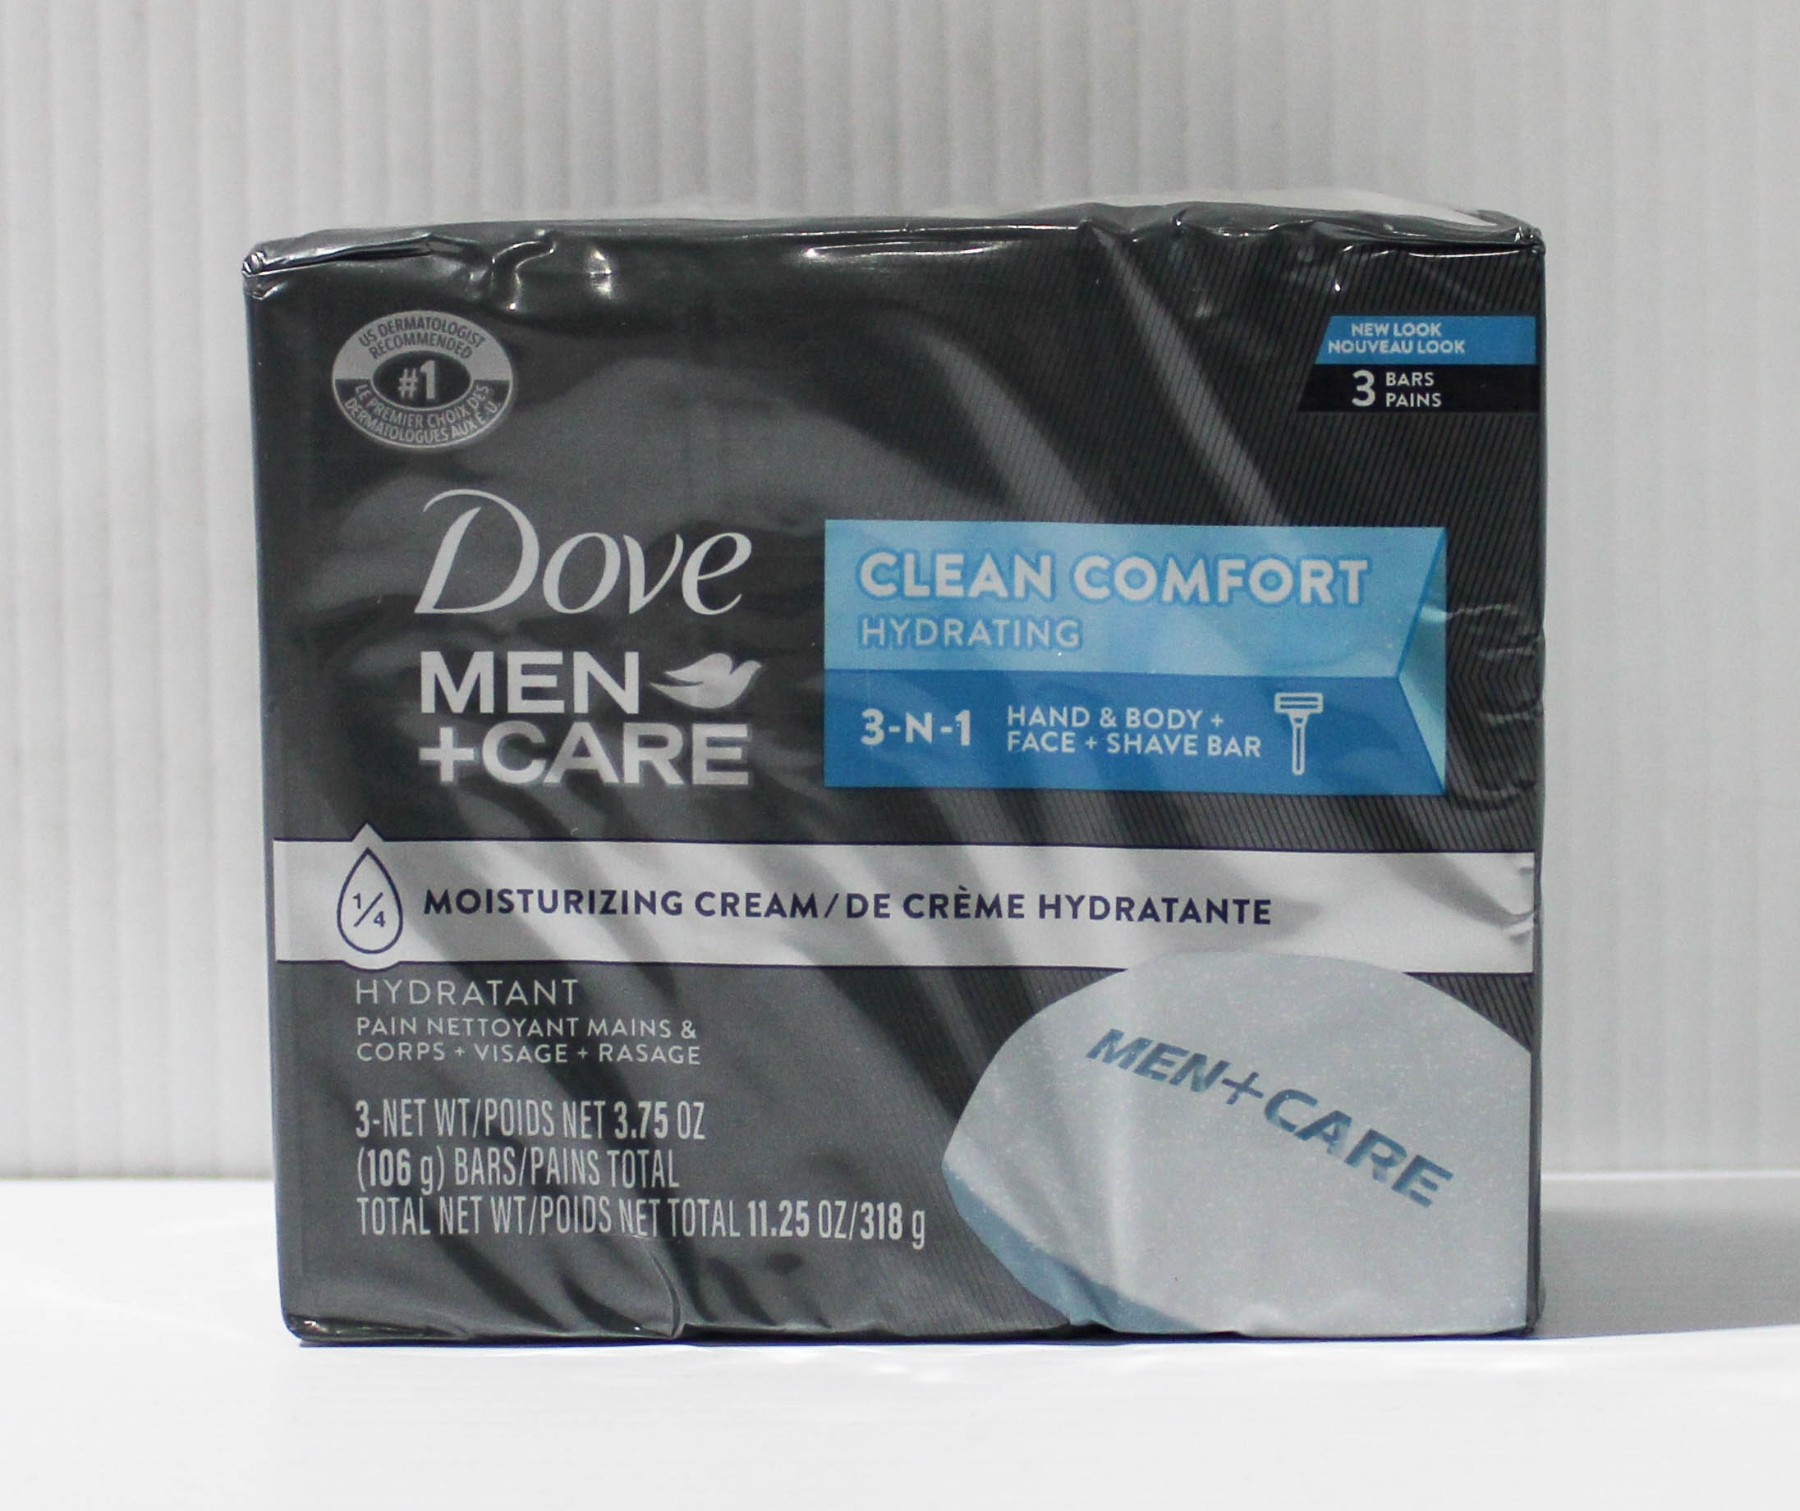 US DERMATOLOGIST
RECOMMENDED
#1
LE PREMIER CHOIX DES
DERMATOLOGUES AUX É.-U.
NEW LOOK
NOUVEAU LOOK
3 BARS
PAINS
Dove
MEN
+CARE
CLEAN COMFORT
HYDRATING
3-N-1
HAND & BODY +
FACE + SHAVE BAR
1/4 MOISTURIZING CREAM/DE CRÈME HYDRATANTE
HYDRATANT
PAIN NETTOYANT MAINS &
CORPS + VISAGE + RASAGE
3-NET WT/POIDS NET 3.75 OZ
(106 g) BARS/PAINS TOTAL
TOTAL NET WT/POIDS NET TOTAL 11.25 OZ/318 g
MEN+CARE